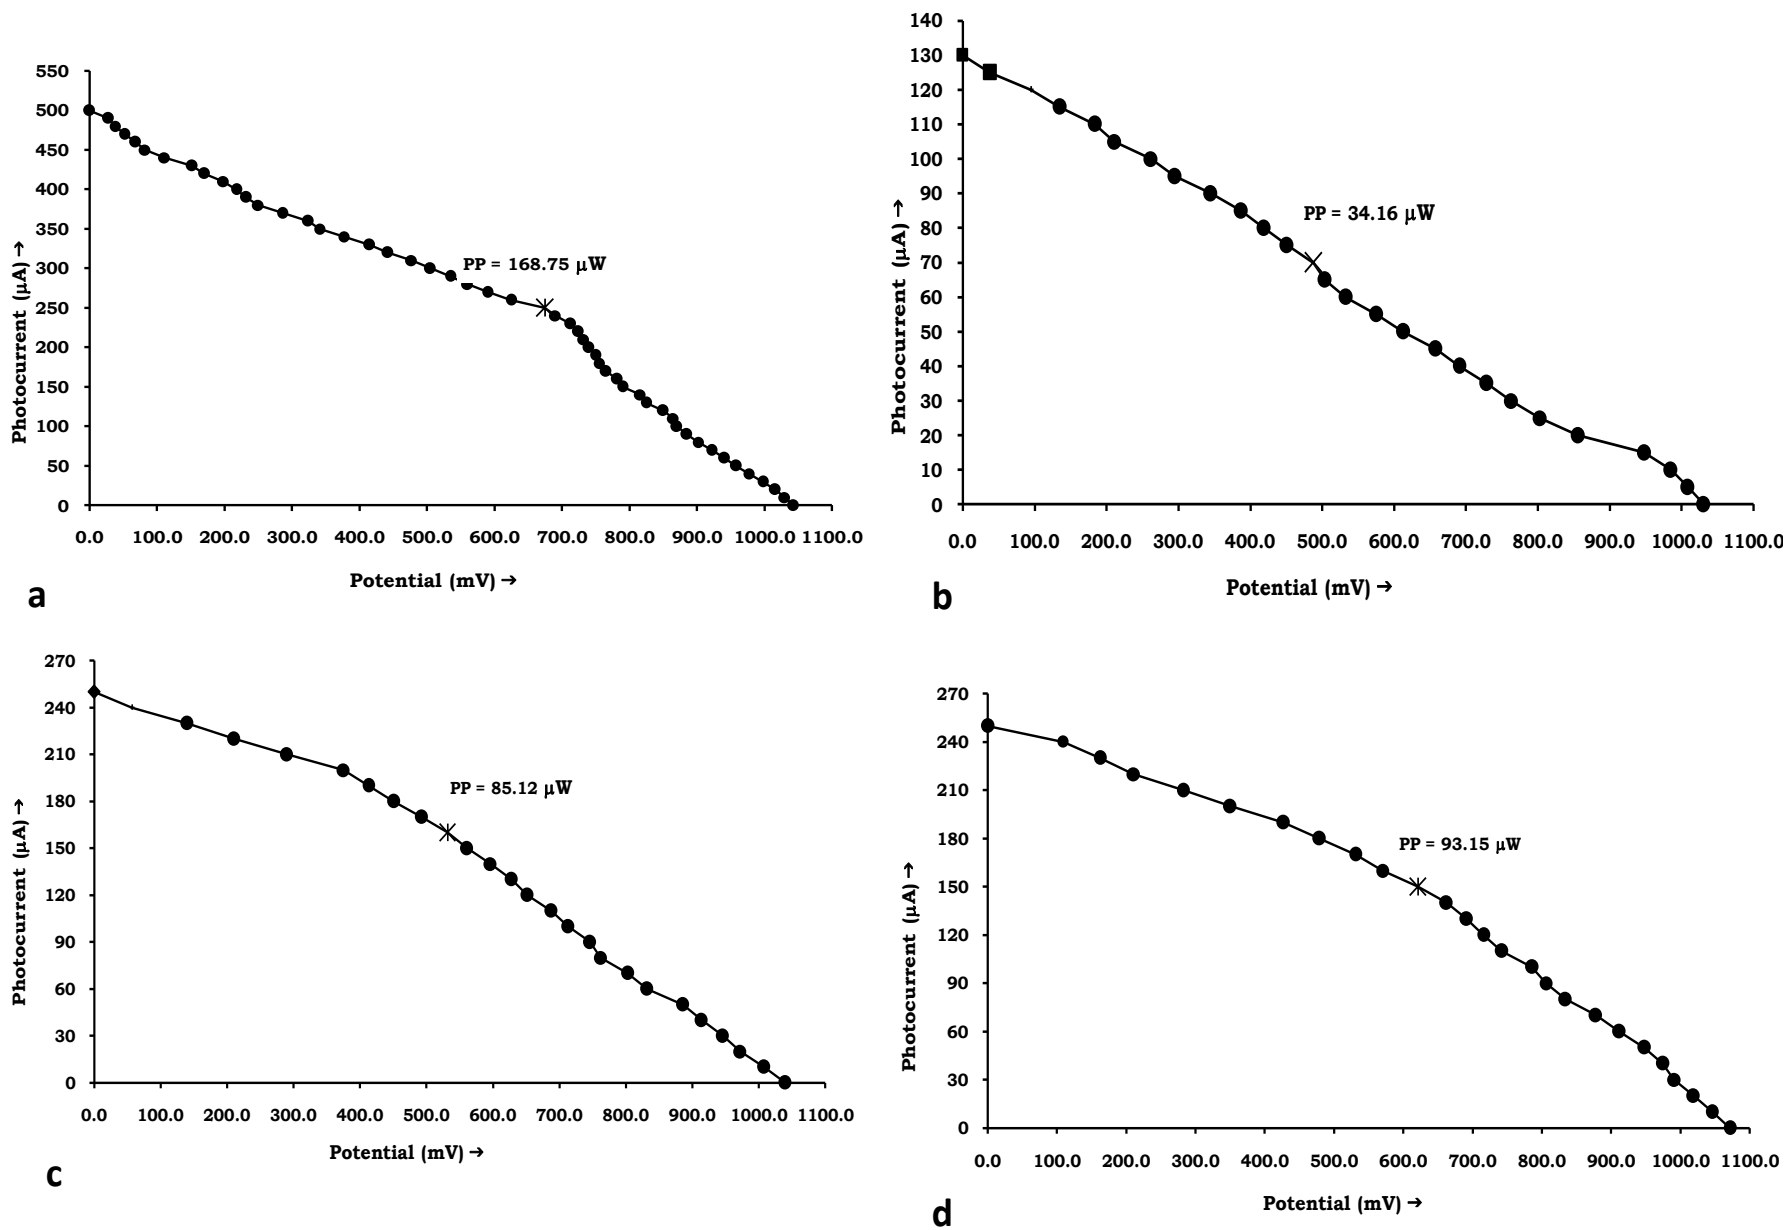 550
500
450
400
350
300
250
200
150
100
50
0
Photocurrent (µA) →
PP = 168.75 µW
0.0 100.0 200.0 300.0 400.0 500.0 600.0 700.0 800.0 900.0 1000.0 1100.0
Potential (mV) →
a
140
130
120
110
100
90
80
70
60
50
40
30
20
10
0
Photocurrent (µA) →
PP = 34.16 µW
0.0 100.0 200.0 300.0 400.0 500.0 600.0 700.0 800.0 900.0 1000.0 1100.0
Potential (mV) →
b
270
240
210
180
150
120
90
60
30
0
Photocurrent (µA) →
PP = 85.12 µW
0.0 100.0 200.0 300.0 400.0 500.0 600.0 700.0 800.0 900.0 1000.0 1100.0
Potential (mV) →
c
270
240
210
180
150
120
90
60
30
0
Photocurrent (µA) →
PP = 93.15 µW
0.0 100.0 200.0 300.0 400.0 500.0 600.0 700.0 800.0 900.0 1000.0 1100.0
Potential (mV) →
d